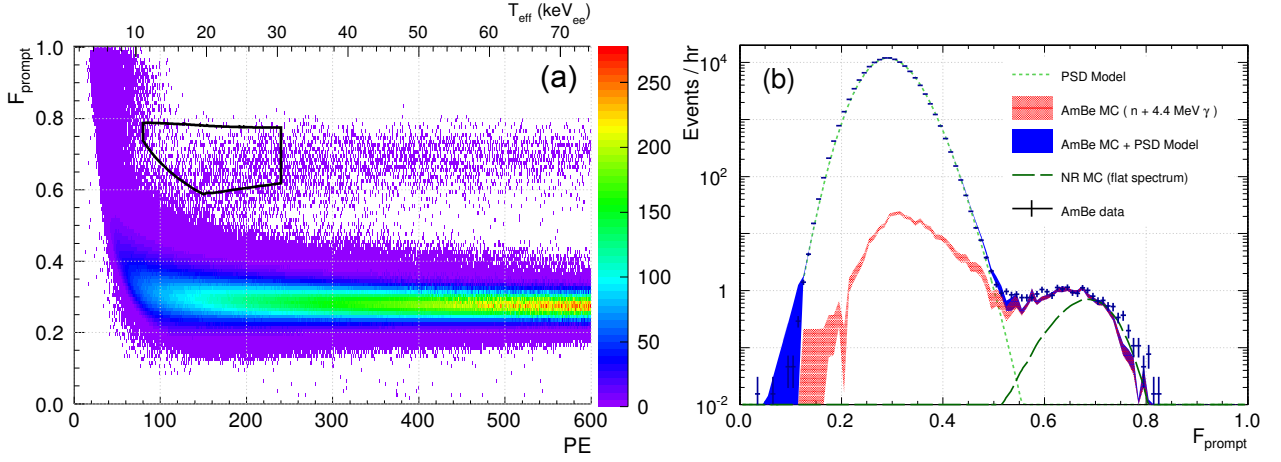 T_eff (keV_ee)
10 20 30 40 50 60 70
F_prompt
1.0
0.8
0.6
0.4
0.2
0.0
0 100 200 300 400 500 600
PE
(a)
250
200
150
100
50
0
Events / hr
10^4
10^2
1
10^-2
0.0 0.2 0.4 0.6 0.8 1.0
F_prompt
(b)
PSD Model
AmBe MC ( n + 4.4 MeV γ )
AmBe MC + PSD Model
NR MC (flat spectrum)
AmBe data